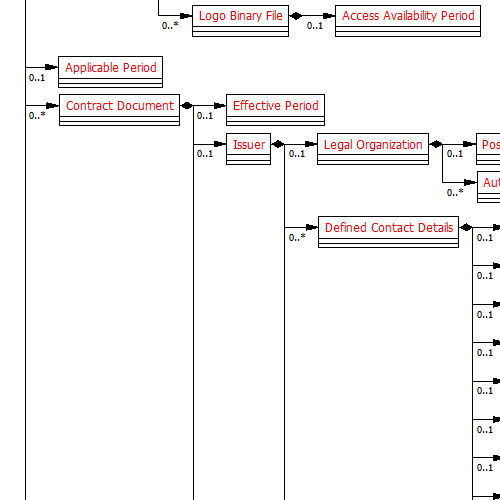 Logo Binary File
Access Availability Period
0..*
0..1
Applicable Period
0..1
Contract Document
Effective Period
0..*
0..1
Issuer
Legal Organization
Pos
0..1
0..1
0..1
Aut
0..*
Defined Contact Details
0..*
0..1
0..1
0..1
0..1
0..1
0..1
0..1